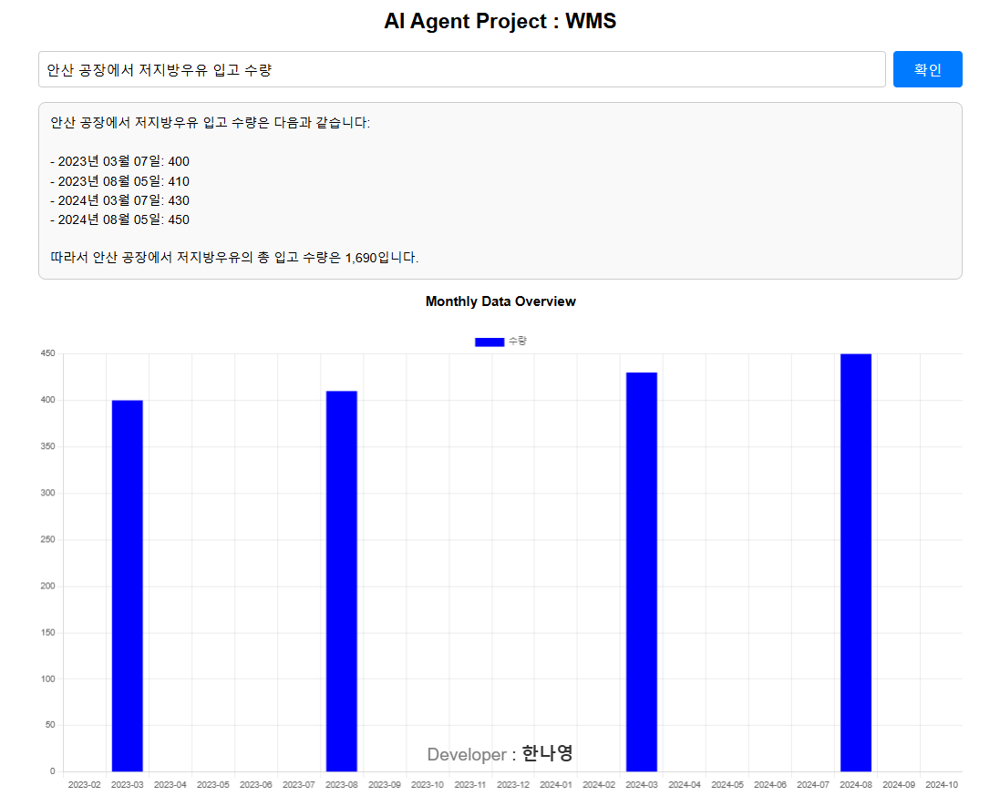 AI Agent Project : WMS
안산 공장에서 저지방우유 입고 수량
확인
안산 공장에서 저지방우유 입고 수량은 다음과 같습니다:
- 2023년 03월 07일: 400
- 2023년 08월 05일: 410
- 2024년 03월 07일: 430
- 2024년 08월 05일: 450
따라서 안산 공장에서 저지방우유의 총 입고 수량은 1,690입니다.
Monthly Data Overview
수량
450
400
350
300
250
200
150
100
50
0
Developer : 한나영
2023-02 2023-03 2023-04 2023-05 2023-06 2023-07 2023-08 2023-09 2023-10 2023-11 2023-12 2024-01 2024-02 2024-03 2024-04 2024-05 2024-06 2024-07 2024-08 2024-09 2024-10